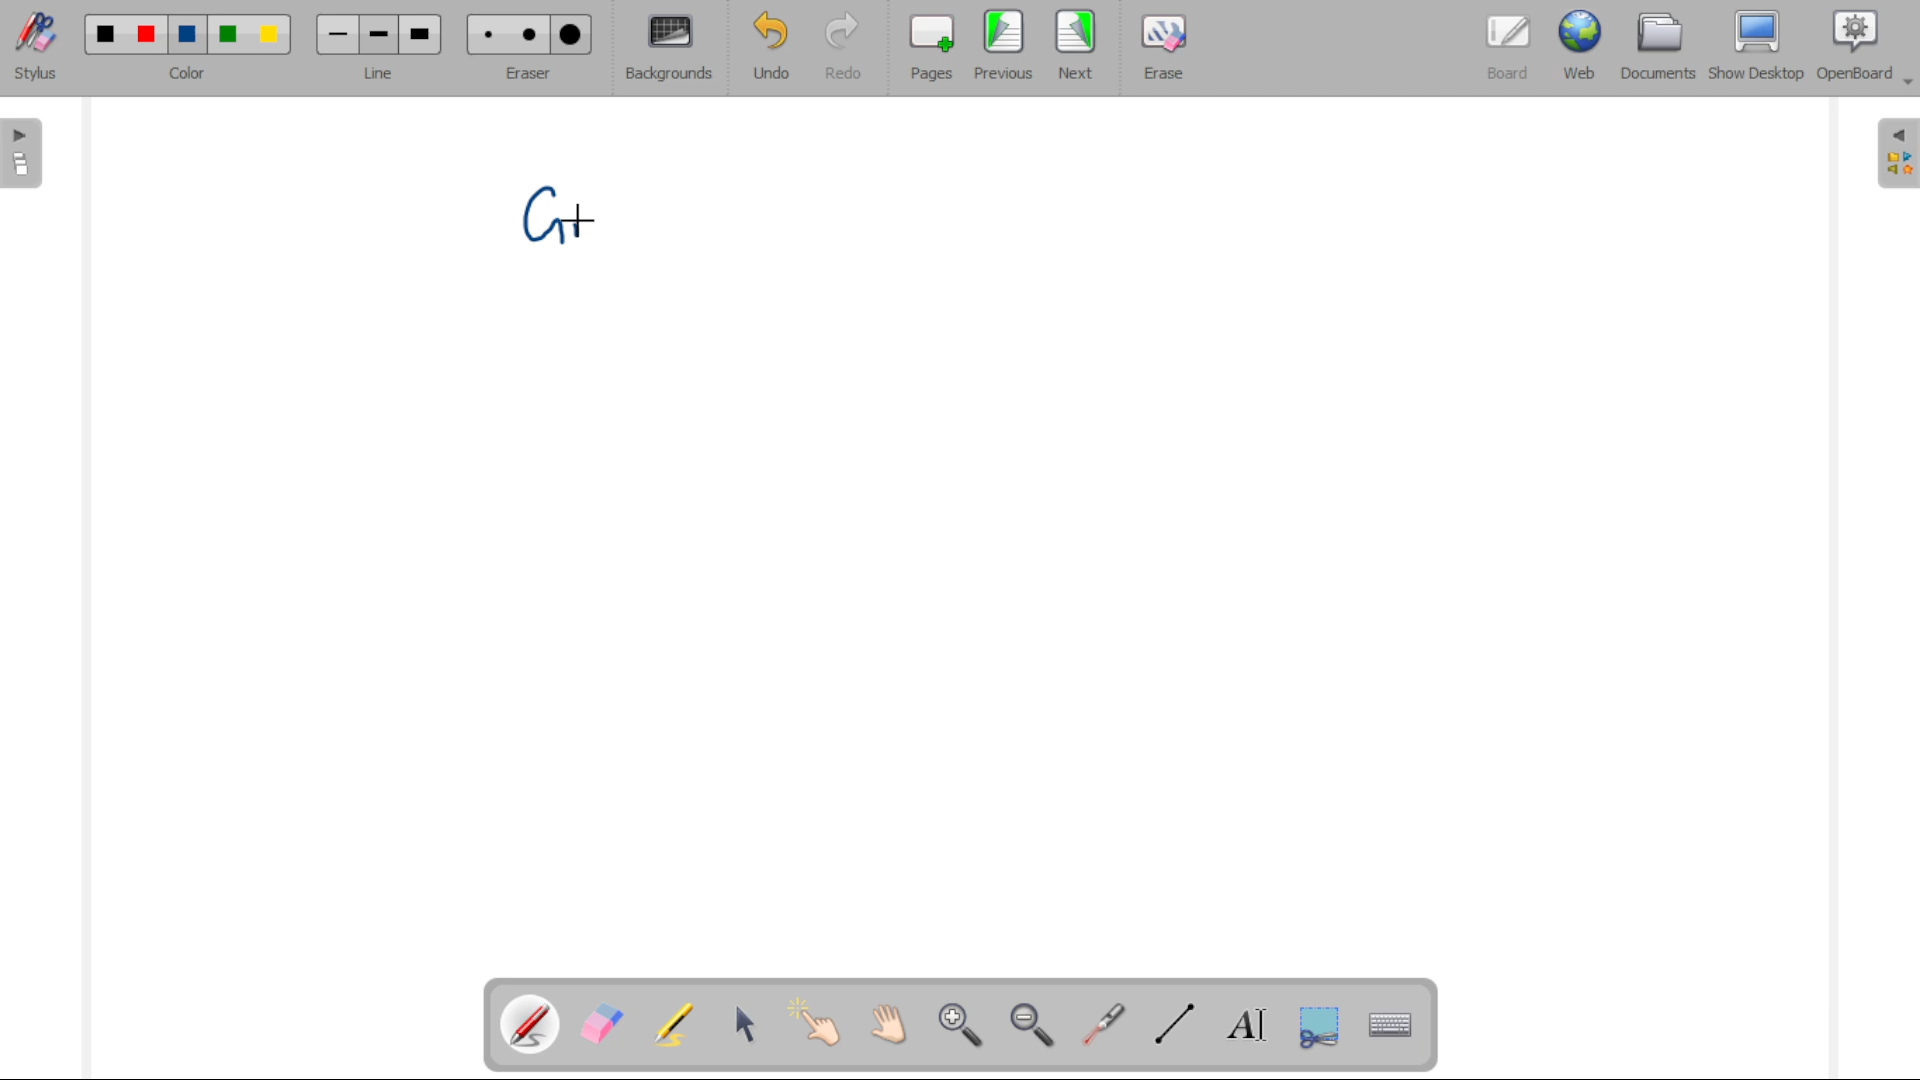 Stylus
Color
Line
Eraser
Backgrounds
Undo
Redo
Pages
Previous
Next
Erase
Board
Web
Documents
Show Desktop
OpenBoard
G